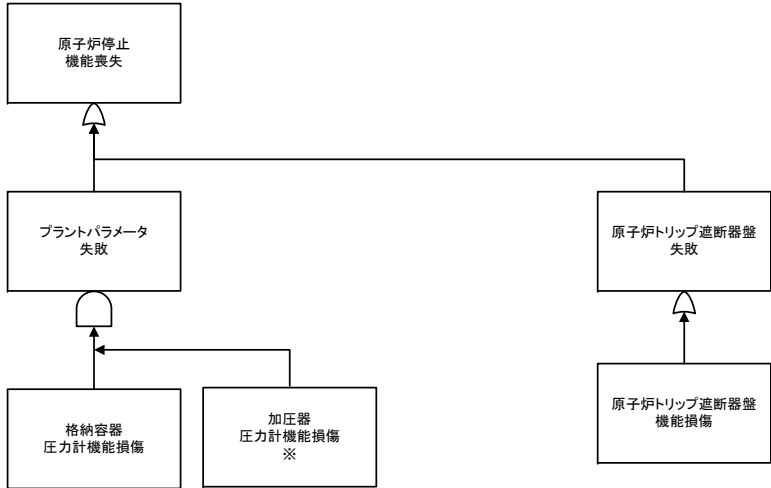 原子炉停止
機能喪失
プラントパラメータ
失敗
原子炉トリップ遮断器盤
失敗
格納容器
圧力計機能損傷
加圧器
圧力計機能損傷
※
原子炉トリップ遮断器盤
機能損傷